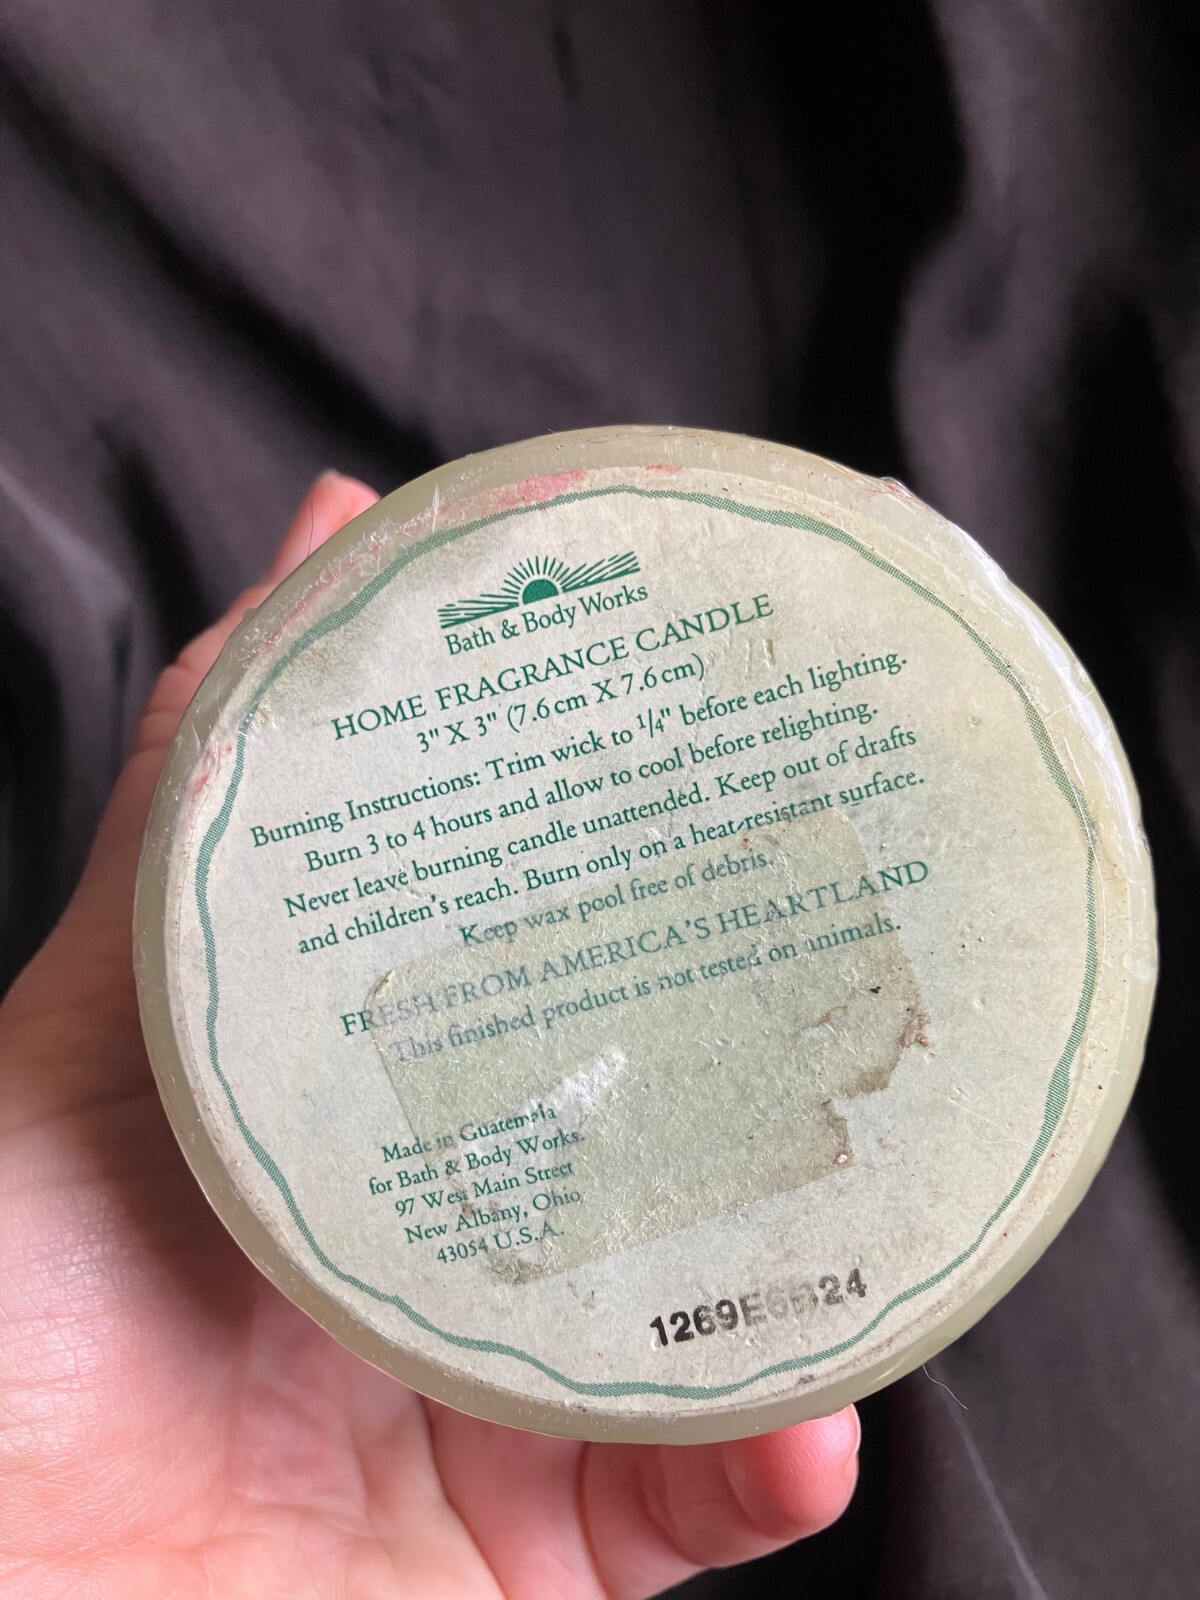 Bath & Body Works
HOME FRAGRANCE CANDLE
3" X 3" (7.6 cm X 7.6 cm)
Burning Instructions: Trim wick to 1/4" before each lighting.
Burn 3 to 4 hours and allow to cool before relighting.
Never leave burning candle unattended. Keep out of drafts
and children's reach. Burn only on a heat-resistant surface.
Keep wax pool free of debris.
FRESH FROM AMERICA'S HEARTLAND
This finished product is not tested on animals.
Made in Guatemala
for Bath & Body Works.
97 West Main Street
New Albany, Ohio
43054 U.S.A.